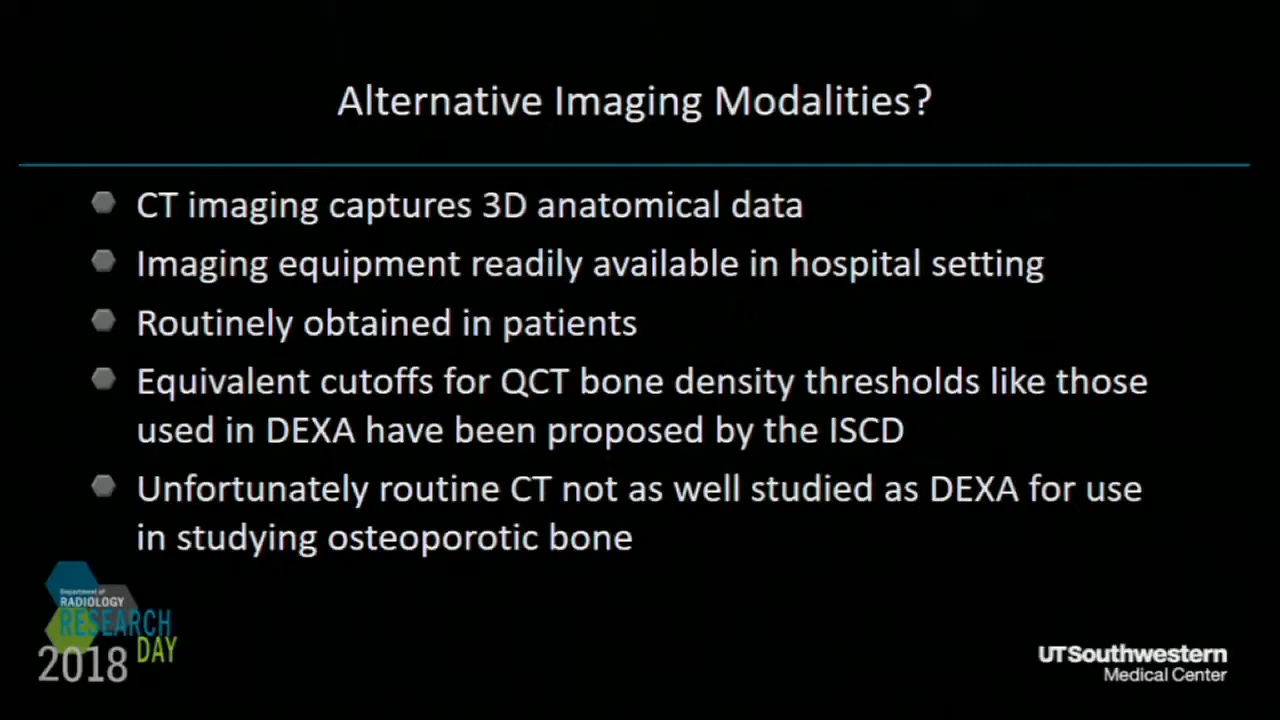 Alternative Imaging Modalities?
CT imaging captures 3D anatomical data
Imaging equipment readily available in hospital setting
Routinely obtained in patients
Equivalent cutoffs for QCT bone density thresholds like those
used in DEXA have been proposed by the ISCD
Unfortunately routine CT not as well studied as DEXA for use
in studying osteoporotic bone
Department of
RADIOLOGY
RESEARCH
DAY
2018
UTSouthwestern
Medical Center